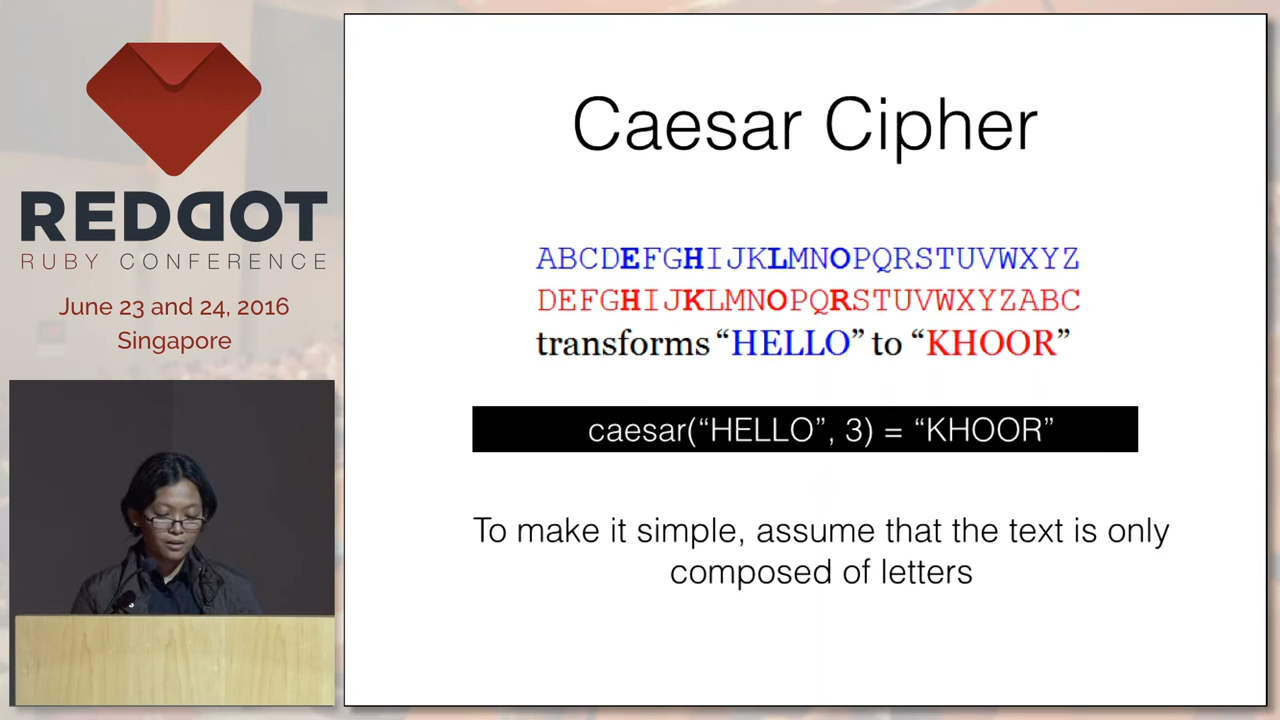 REDDOT
RUBY CONFERENCE
June 23 and 24, 2016
Singapore
Caesar Cipher
ABCDEFGHIJKLMNOPQRSTUVWXYZ
DEFGHIJKLMNOPQRSTUVWXYZABC
transforms “HELLO” to “KHOOR”
caesar(“HELLO”, 3) = “KHOOR”
To make it simple, assume that the text is only
composed of letters